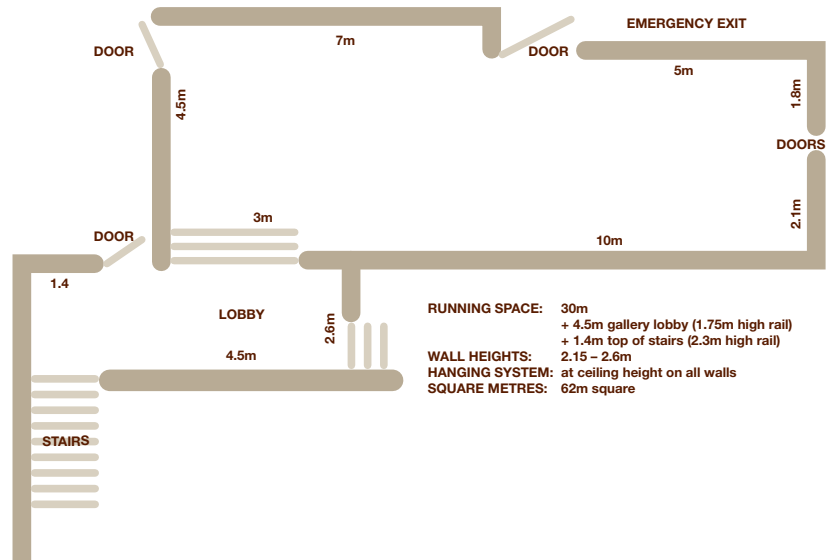 EMERGENCY EXIT
7m
DOOR
DOOR
5m
4.5m
1.8m
DOORS
2.1m
3m
DOOR
10m
1.4
LOBBY
2.6m
4.5m
RUNNING SPACE: 30m
+ 4.5m gallery lobby (1.75m high rail)
+ 1.4m top of stairs (2.3m high rail)
WALL HEIGHTS: 2.15 – 2.6m
HANGING SYSTEM: at ceiling height on all walls
SQUARE METRES: 62m square
STAIRS